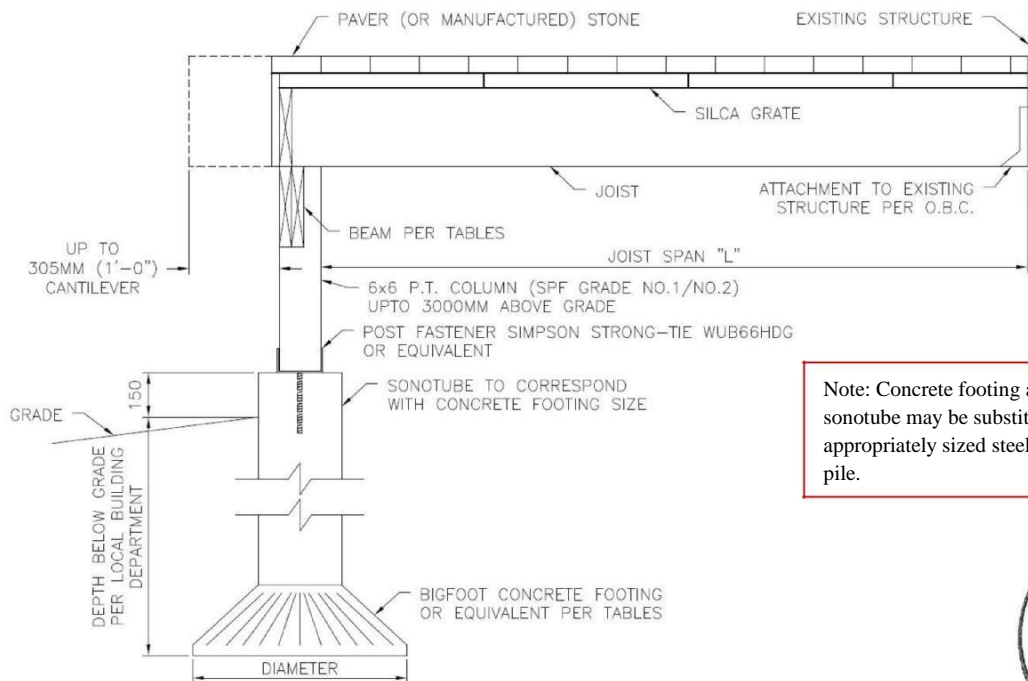 PAVER (OR MANUFACTURED) STONE
EXISTING STRUCTURE
SILCA GRATE
JOIST
ATTACHMENT TO EXISTING
STRUCTURE PER O.B.C.
BEAM PER TABLES
UP TO
305MM (1'-0")
CANTILEVER
JOIST SPAN "L"
6x6 P.T. COLUMN (SPF GRADE NO.1/NO.2)
UPTO 3000MM ABOVE GRADE
POST FASTENER SIMPSON STRONG-TIE WUB66HDG
OR EQUIVALENT
150
SONOTUBE TO CORRESPOND
WITH CONCRETE FOOTING SIZE
GRADE
Note: Concrete footing a
sonotube may be substit
appropriately sized steel
pile.
DEPTH BELOW GRADE
PER LOCAL BUILDING
DEPARTMENT
BIGFOOT CONCRETE FOOTING
OR EQUIVALENT PER TABLES
DIAMETER